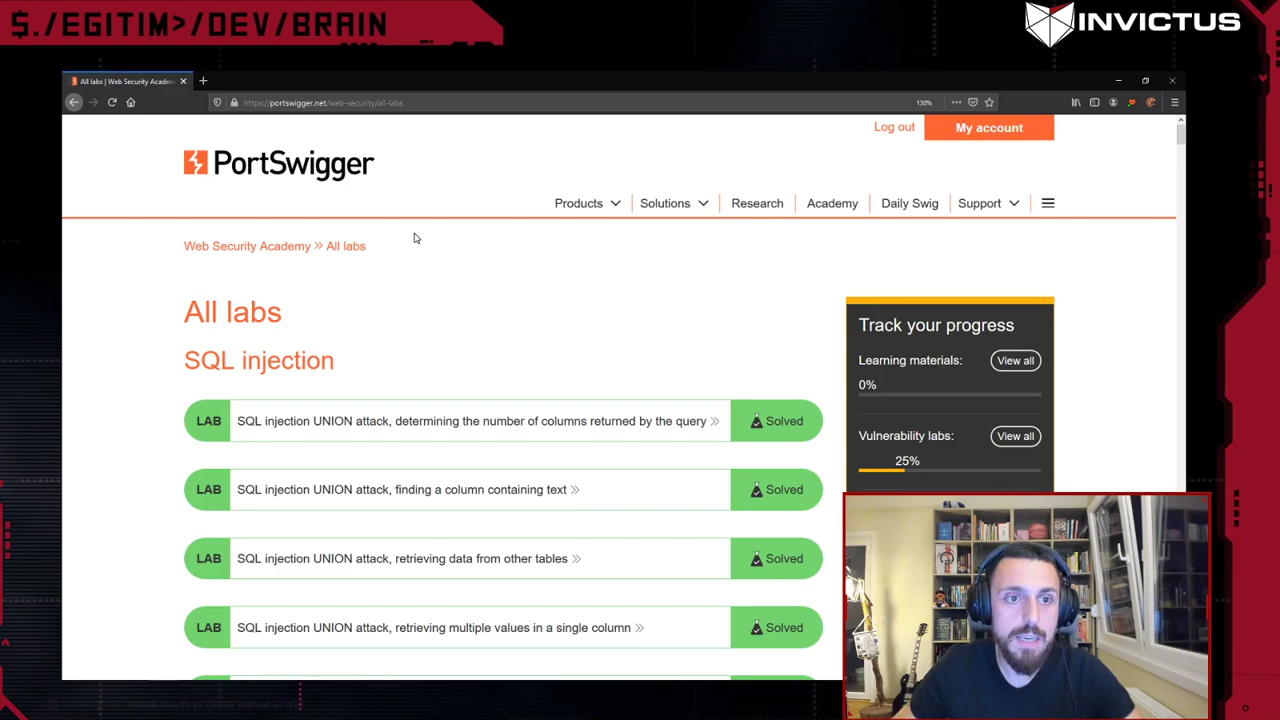 $./EGITIM>/DEV/BRAIN
INVICTUS
All labs | Web Security Academ
https://portswigger.net/web-security/all-labs
130%
Log out
My account
PortSwigger
Products
Solutions
Research
Academy
Daily Swig
Support
Web Security Academy >> All labs
All labs
SQL injection
LAB SQL injection UNION attack, determining the number of columns returned by the query >> Solved
LAB SQL injection UNION attack, finding a column containing text >> Solved
LAB SQL injection UNION attack, retrieving data from other tables >> Solved
LAB SQL injection UNION attack, retrieving multiple values in a single column >> Solved
Track your progress
Learning materials: View all
0%
Vulnerability labs: View all
25%